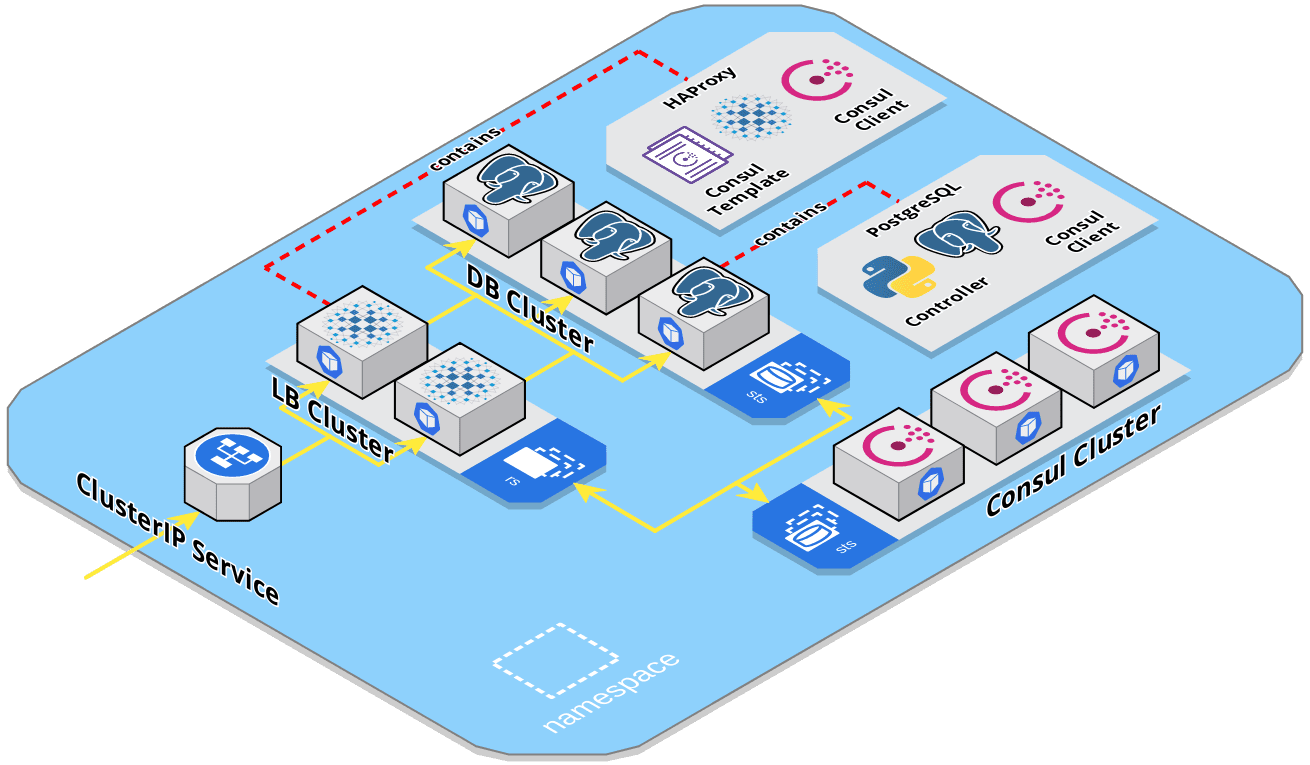 HAProxy
Consul
Client
Consul
Template
contains
PostgreSQL
Consul
Client
Controller
contains
DB Cluster
sts
LB Cluster
rs
Consul Cluster
sts
ClusterIP Service
namespace